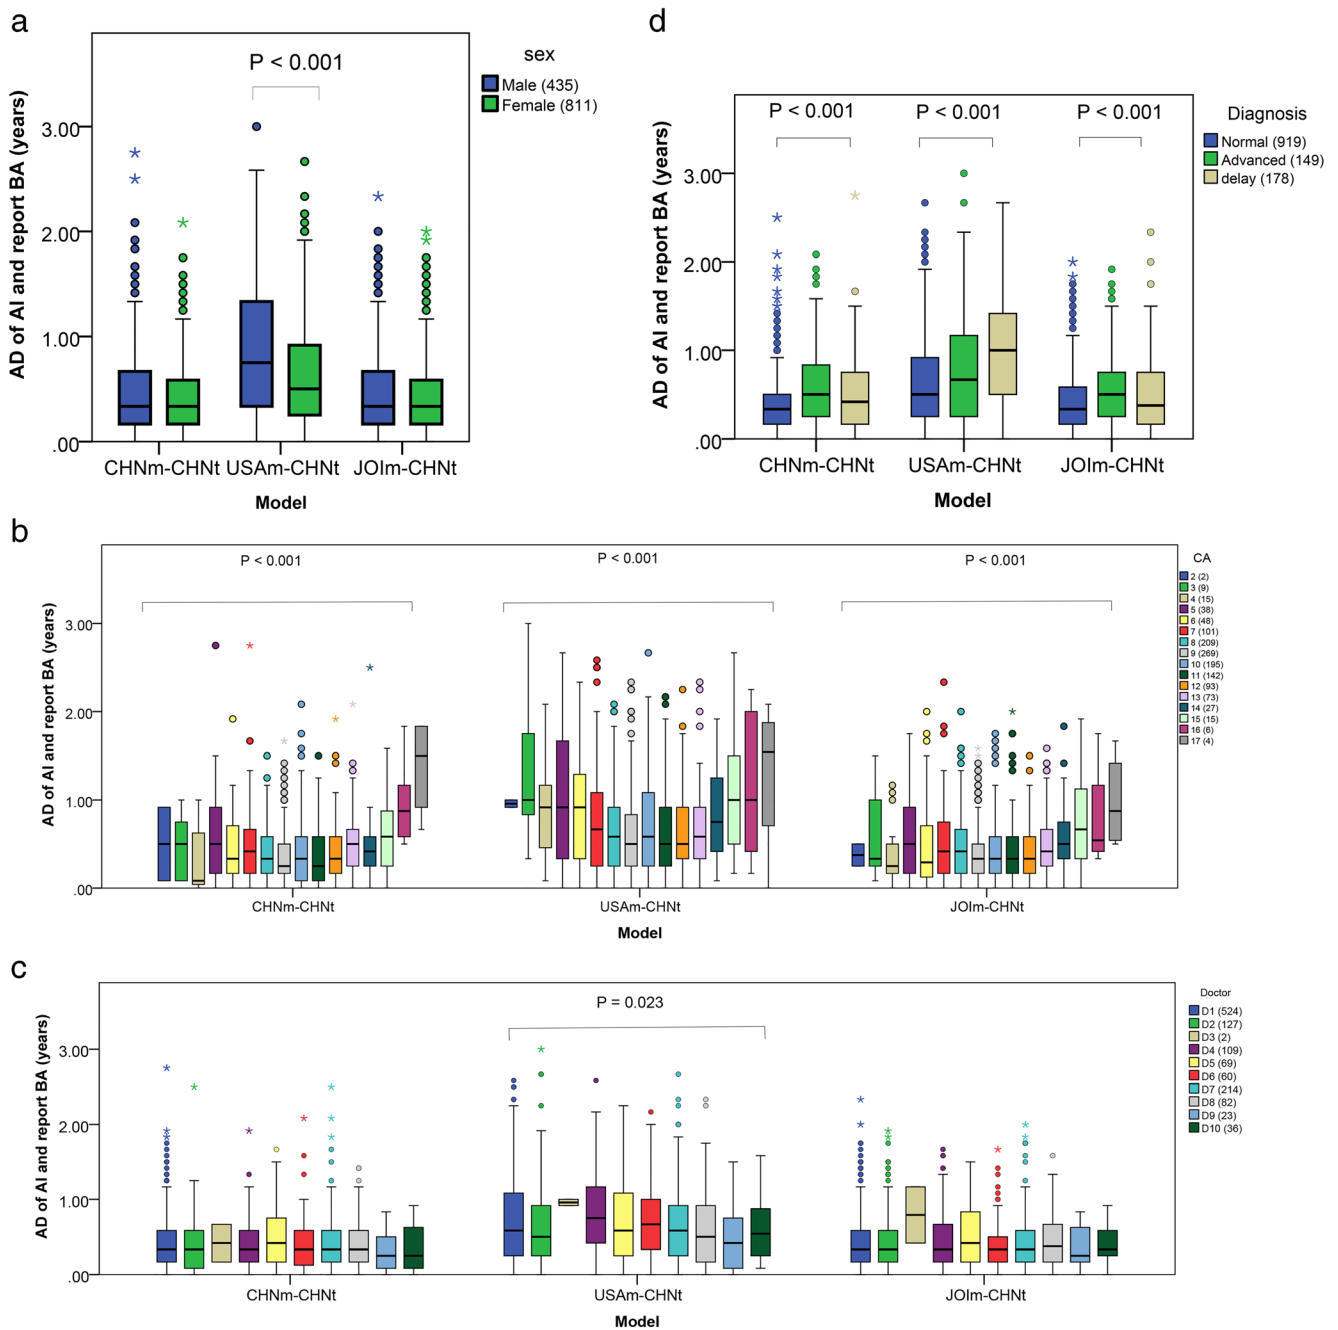 a
P < 0.001
sex
Male (435)
Female (811)
AD of AI and report BA (years)
3.00
2.00
1.00
.00
CHNm-CHNt USAm-CHNt JOIm-CHNt
Model
d
P < 0.001 P < 0.001 P < 0.001
Diagnosis
Normal (919)
Advanced (149)
delay (178)
AD of AI and report BA (years)
3.00
2.00
1.00
.00
CHNm-CHNt USAm-CHNt JOIm-CHNt
Model
b
P < 0.001 P < 0.001 P < 0.001
CA
2 (2)
3 (9)
4 (15)
5 (38)
6 (48)
7 (101)
8 (209)
9 (269)
10 (195)
11 (142)
12 (93)
13 (73)
14 (27)
15 (15)
16 (6)
17 (4)
AD of AI and report BA (years)
3.00
2.00
1.00
.00
CHNm-CHNt USAm-CHNt JOIm-CHNt
Model
c
P = 0.023
Doctor
D1 (524)
D2 (127)
D3 (2)
D4 (109)
D5 (69)
D6 (60)
D7 (214)
D8 (82)
D9 (23)
D10 (36)
AD of AI and report BA (years)
3.00
2.00
1.00
.00
CHNm-CHNt USAm-CHNt JOIm-CHNt
Model